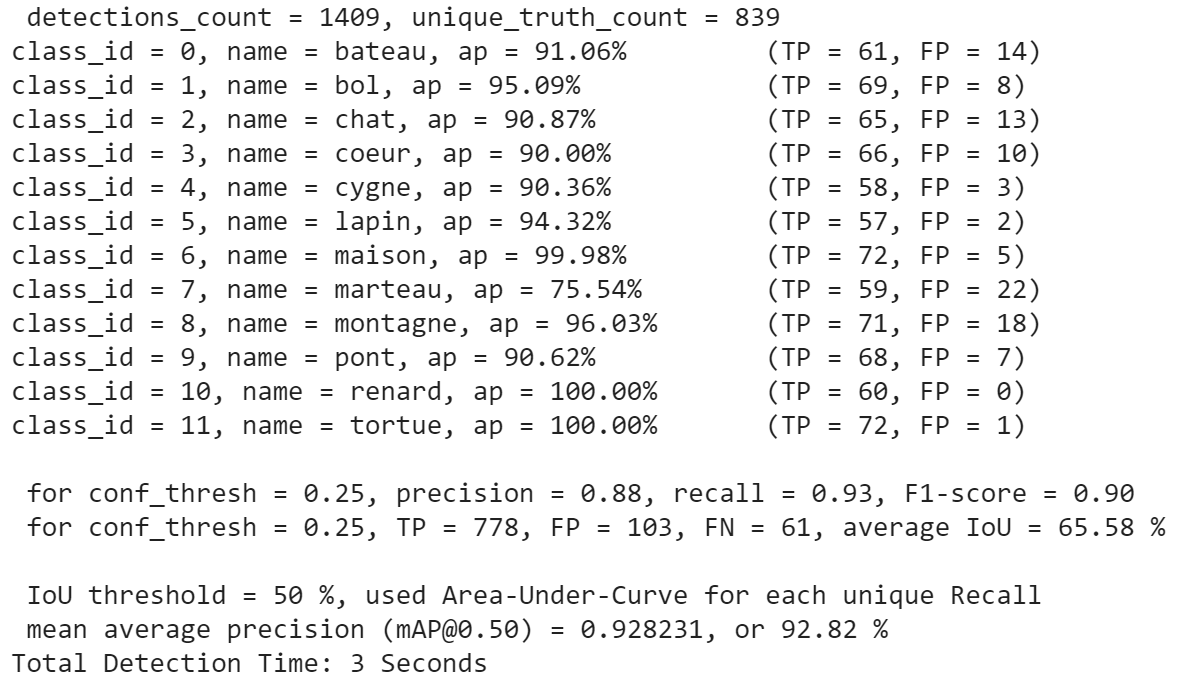 detections_count = 1409, unique_truth_count = 839
class_id = 0, name = bateau, ap = 91.06% (TP = 61, FP = 14)
class_id = 1, name = bol, ap = 95.09% (TP = 69, FP = 8)
class_id = 2, name = chat, ap = 90.87% (TP = 65, FP = 13)
class_id = 3, name = coeur, ap = 90.00% (TP = 66, FP = 10)
class_id = 4, name = cygne, ap = 90.36% (TP = 58, FP = 3)
class_id = 5, name = lapin, ap = 94.32% (TP = 57, FP = 2)
class_id = 6, name = maison, ap = 99.98% (TP = 72, FP = 5)
class_id = 7, name = marteau, ap = 75.54% (TP = 59, FP = 22)
class_id = 8, name = montagne, ap = 96.03% (TP = 71, FP = 18)
class_id = 9, name = pont, ap = 90.62% (TP = 68, FP = 7)
class_id = 10, name = renard, ap = 100.00% (TP = 60, FP = 0)
class_id = 11, name = tortue, ap = 100.00% (TP = 72, FP = 1)
for conf_thresh = 0.25, precision = 0.88, recall = 0.93, F1-score = 0.90
for conf_thresh = 0.25, TP = 778, FP = 103, FN = 61, average IoU = 65.58 %
IoU threshold = 50 %, used Area-Under-Curve for each unique Recall
mean average precision (mAP@0.50) = 0.928231, or 92.82 %
Total Detection Time: 3 Seconds